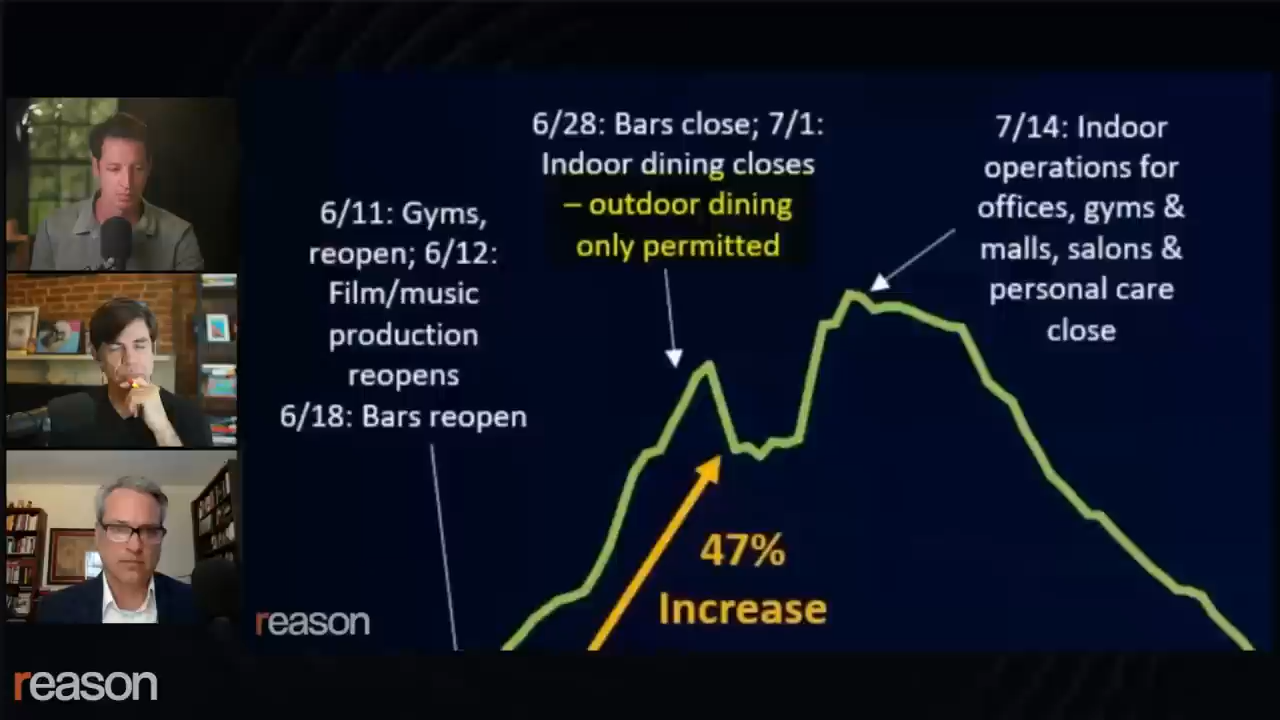 6/11: Gyms,
reopen; 6/12:
Film/music
production
reopens
6/18: Bars reopen
6/28: Bars close; 7/1:
Indoor dining closes
– outdoor dining
only permitted
7/14: Indoor
operations for
offices, gyms &
malls, salons &
personal care
close
47%
Increase
reason
reason